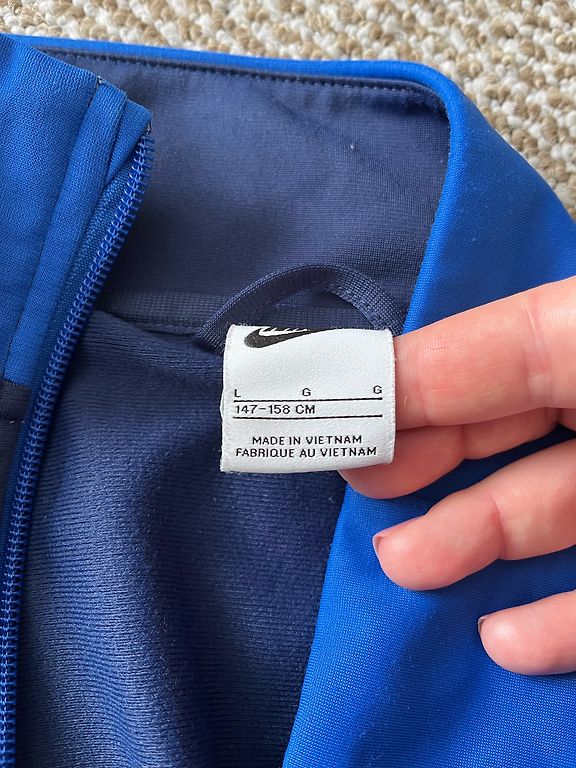 L G G
147-158 CM
MADE IN VIETNAM
FABRIQUE AU VIETNAM